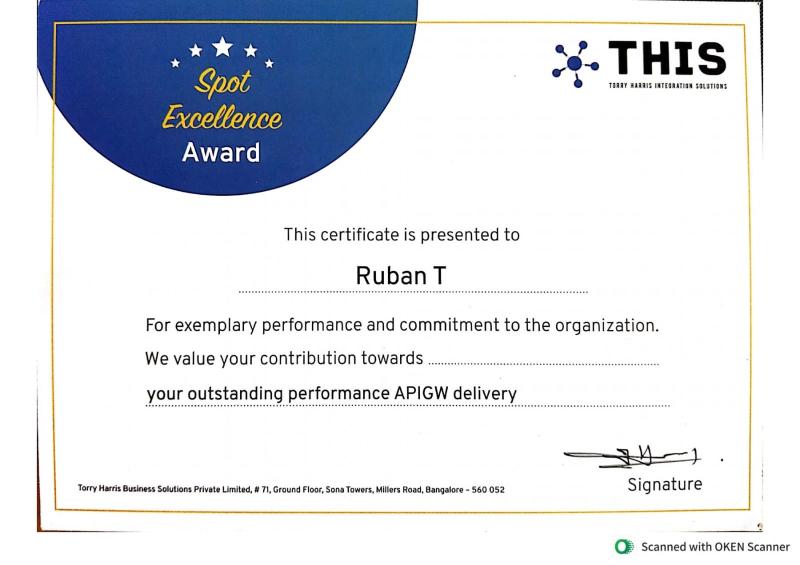 Spot
Excellence
Award
THIS
TORRY HARRIS INTEGRATION SOLUTIONS
This certificate is presented to
Ruban T
For exemplary performance and commitment to the organization.
We value your contribution towards
your outstanding performance APIGW delivery
Signature
Torry Harris Business Solutions Private Limited, # 71, Ground Floor, Sona Towers, Millers Road, Bangalore – 560 052
Scanned with OKEN Scanner